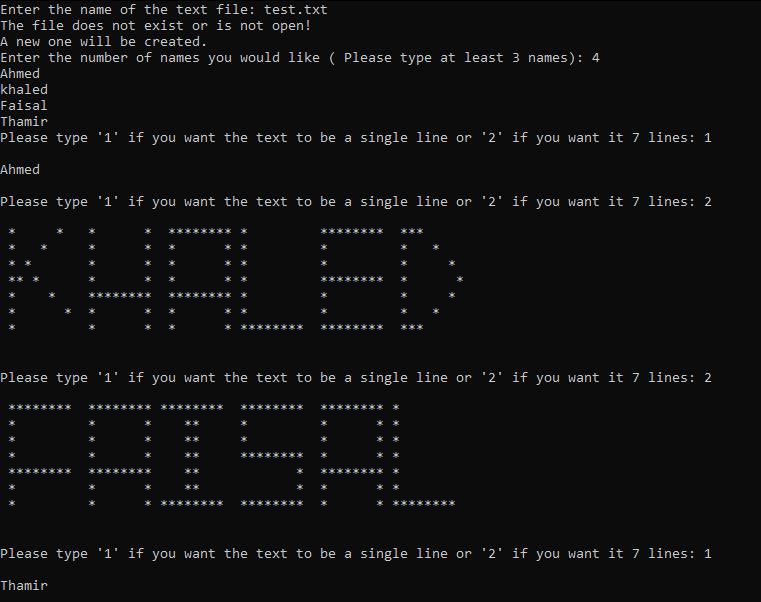 Enter the name of the text file: test.txt
The file does not exist or is not open!
A new one will be created.
Enter the number of names you would like ( Please type at least 3 names): 4
Ahmed
khaled
Faisal
Thamir
Please type '1' if you want the text to be a single line or '2' if you want it 7 lines: 1
Ahmed
Please type '1' if you want the text to be a single line or '2' if you want it 7 lines: 2
KHALED
Please type '1' if you want the text to be a single line or '2' if you want it 7 lines: 2
FAISAL
Please type '1' if you want the text to be a single line or '2' if you want it 7 lines: 1
Thamir